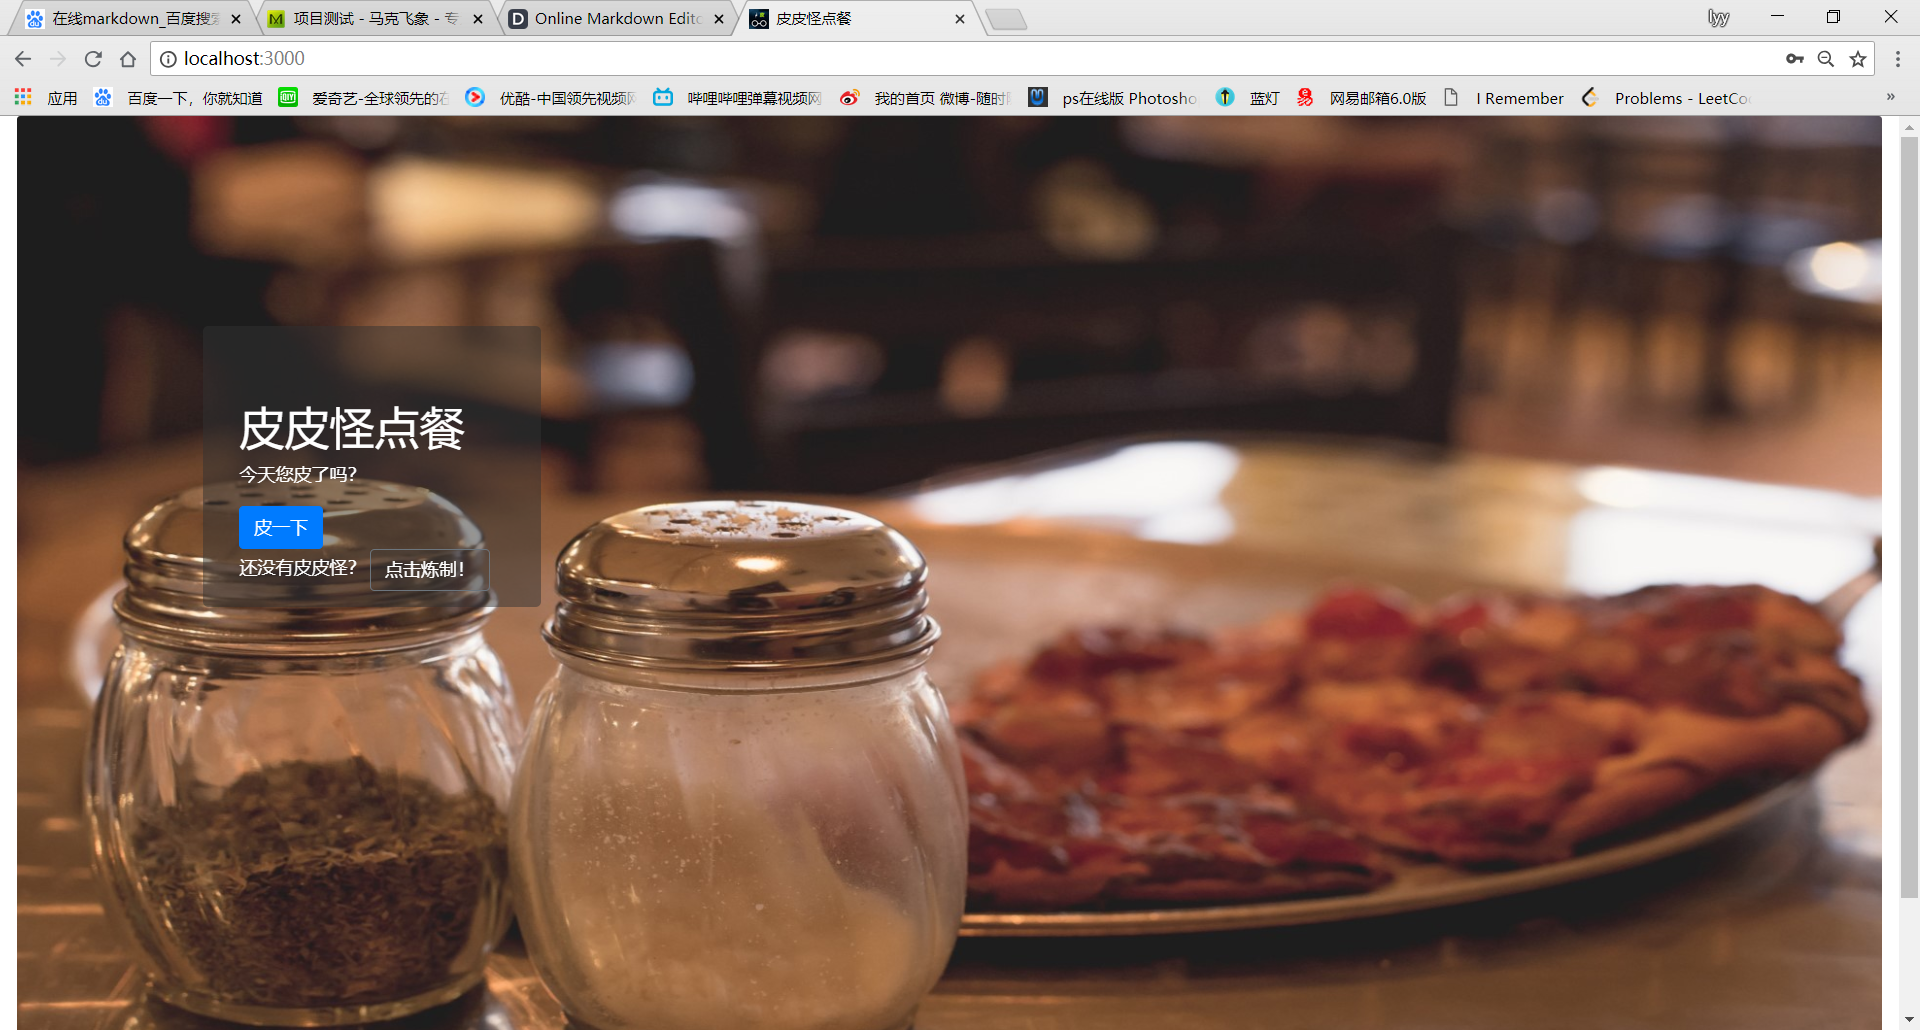 在线markdown_百度搜索
项目测试 - 马克飞象 - 专
Online Markdown Edito
皮皮怪点餐
lyy
localhost:3000
应用
百度一下，你就知道
爱奇艺-全球领先的在
优酷-中国领先视频网
哔哩哔哩弹幕视频网
我的首页 微博-随时随
ps在线版 Photosho
蓝灯
网易邮箱6.0版
I Remember
Problems - LeetCo
»
皮皮怪点餐
今天您皮了吗?
皮一下
还没有皮皮怪?
点击炼制!